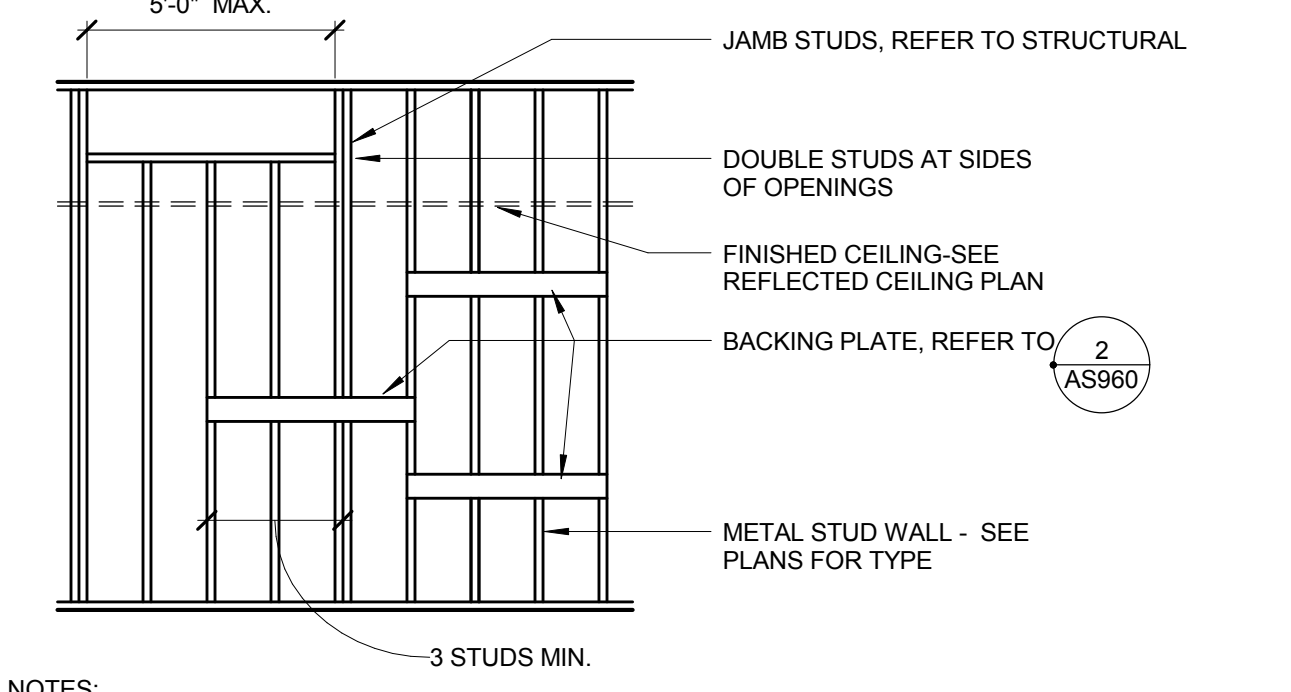 5'-0" MAX.
JAMB STUDS, REFER TO STRUCTURAL
DOUBLE STUDS AT SIDES
OF OPENINGS
FINISHED CEILING-SEE
REFLECTED CEILING PLAN
BACKING PLATE, REFER TO
2
AS960
METAL STUD WALL - SEE
PLANS FOR TYPE
3 STUDS MIN.
NOTES: